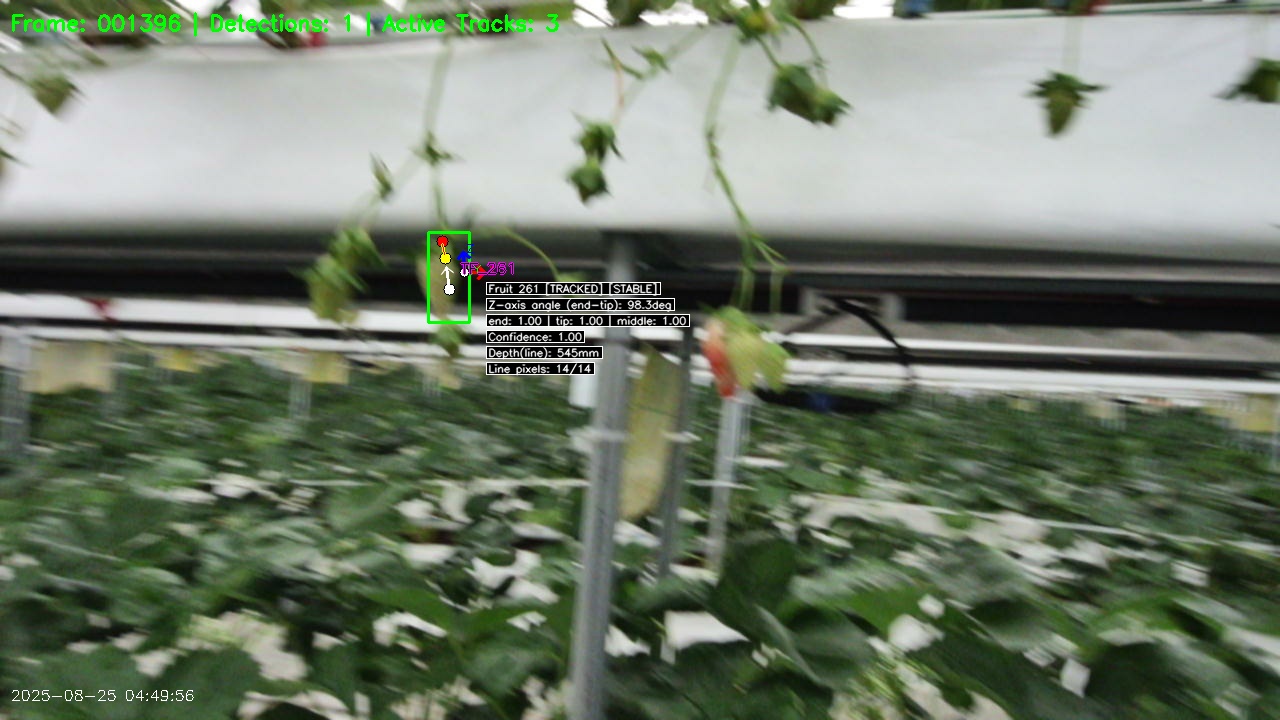 Frame: 001396 | Detections: 1 | Active Tracks: 3
Fruit 261 [TRACKED] [STABLE]
Z-axis angle (end-tip): 98.3deg
end: 1.00 | tip: 1.00 | middle: 1.00
Confidence: 1.00
Depth(line): 545mm
Line pixels: 14/14
2025-08-25 04:49:56